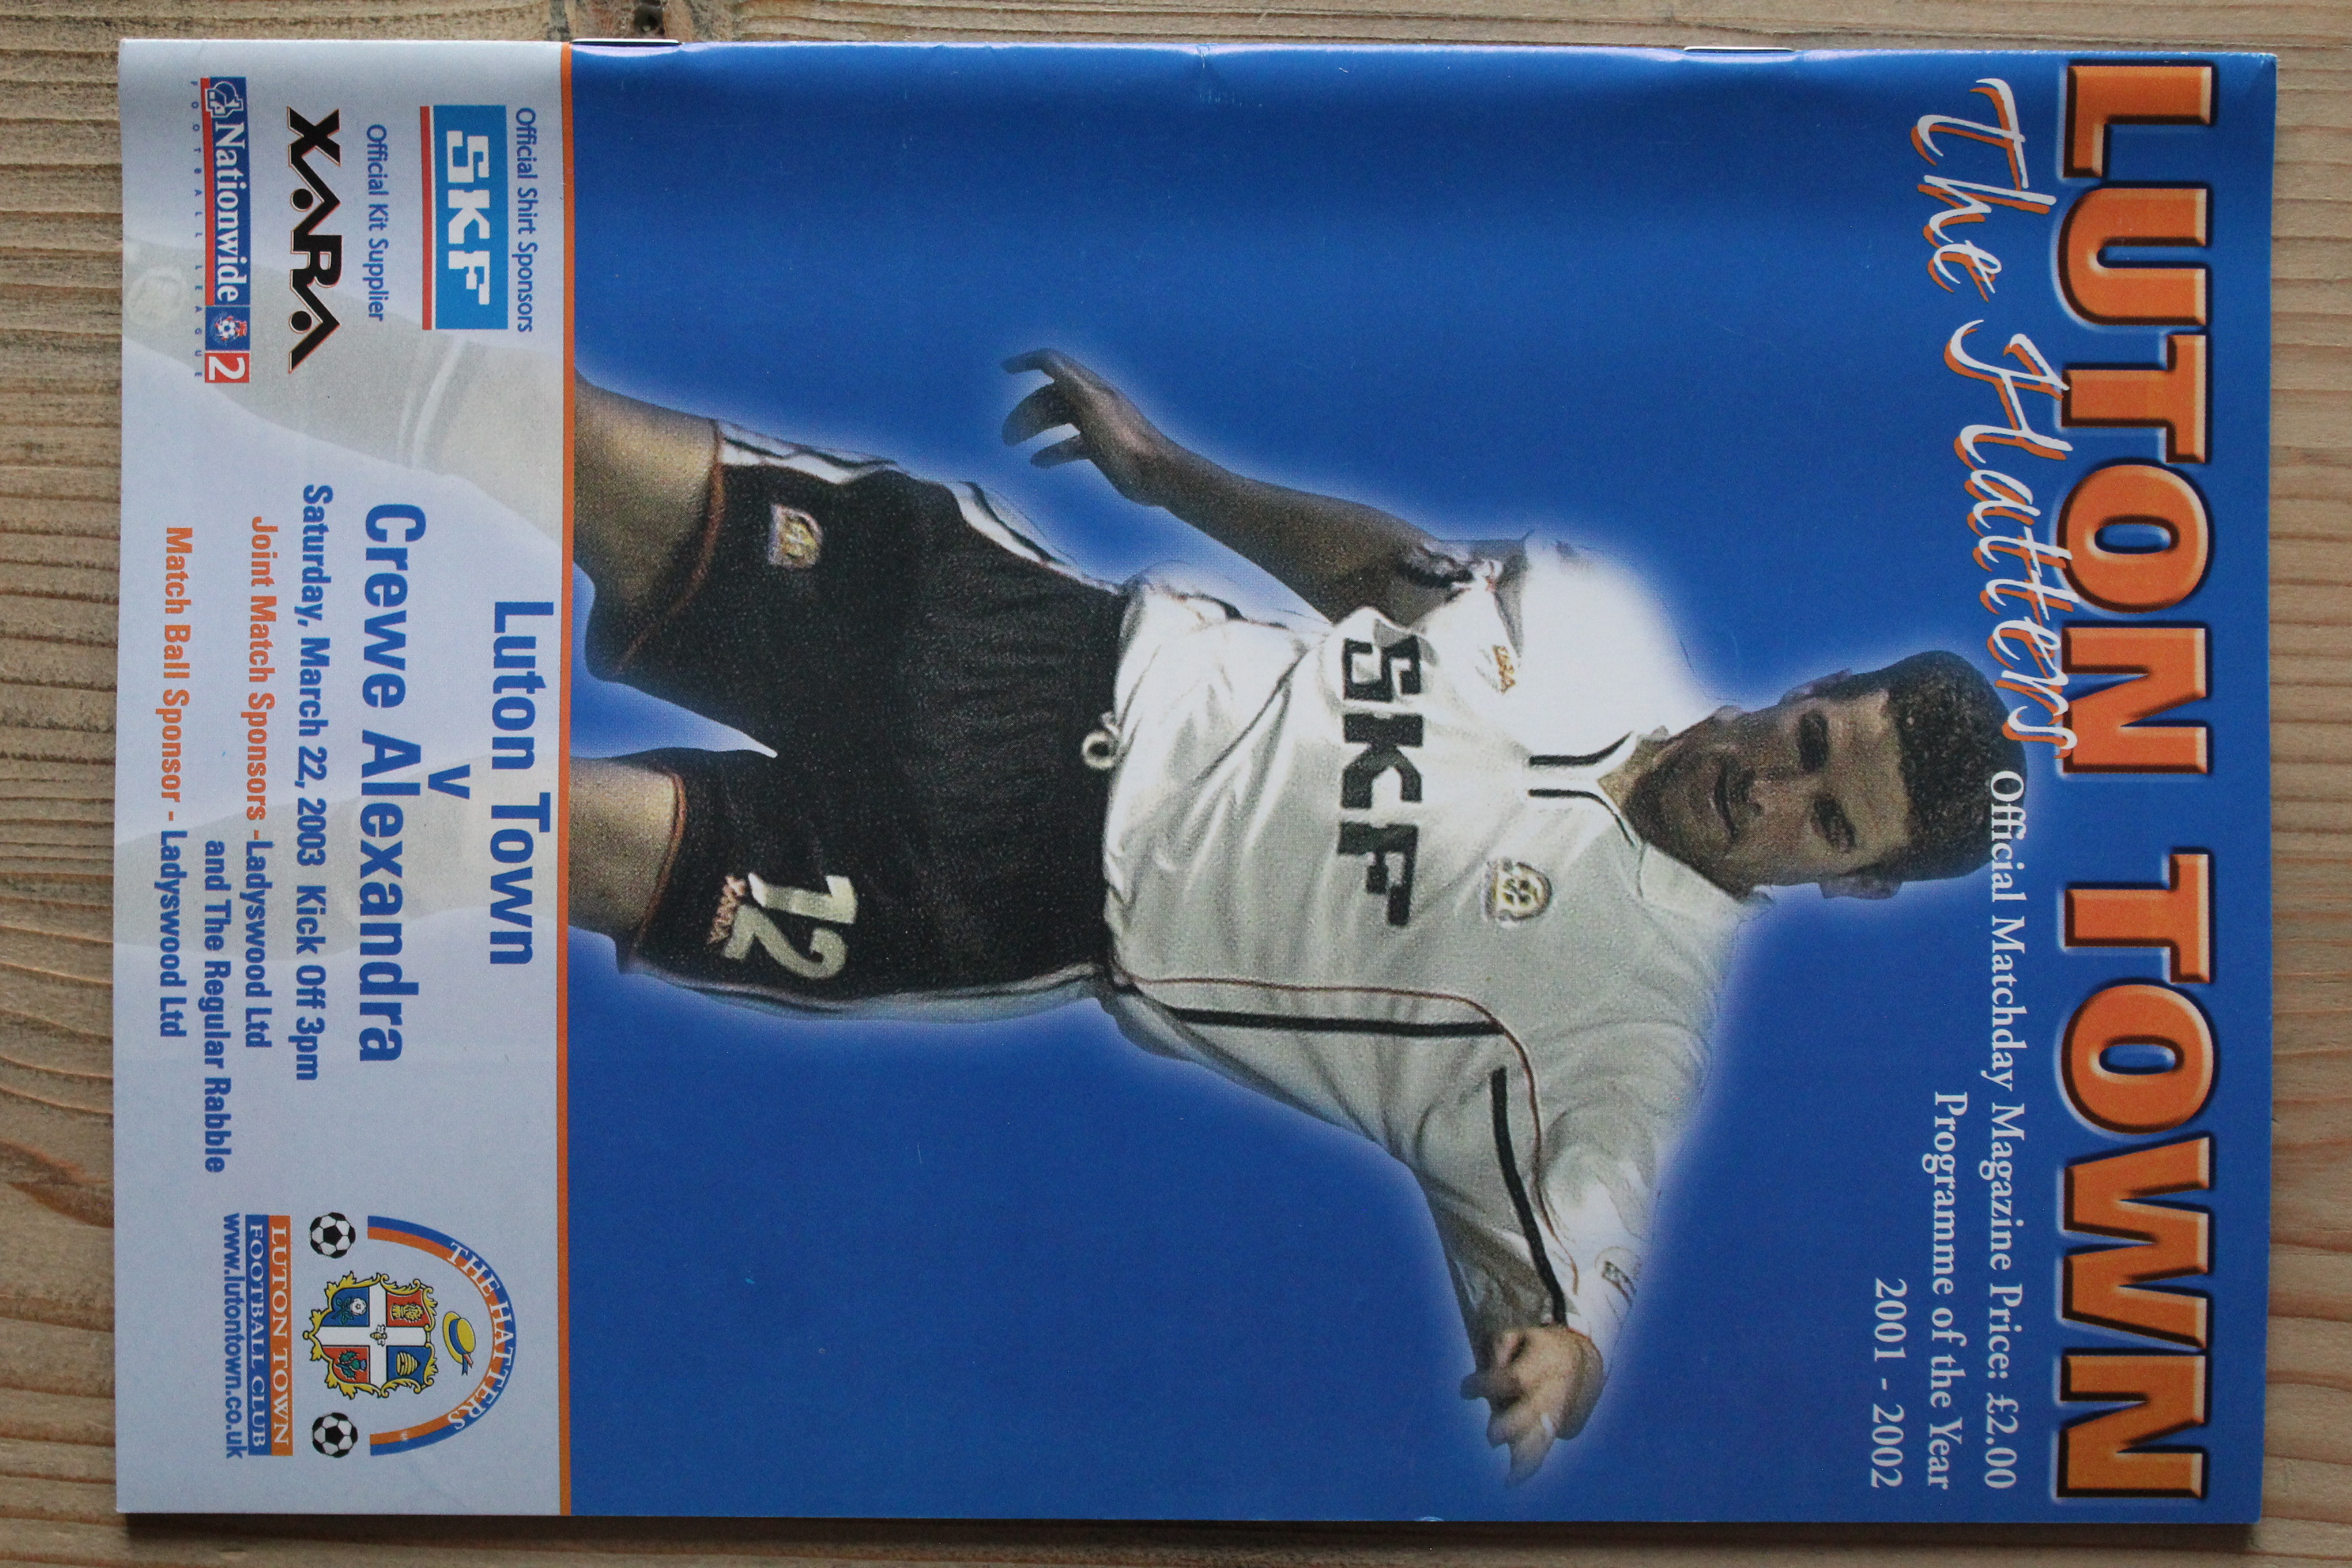 LUTON TOWN
The Hatters
Official Matchday Magazine Price: £2.00
Programme of the Year
2001 - 2002
SKF
12
XARA
Official Shirt Sponsors
SKF
Official Kit Supplier
XARA
Nationwide 2
FOOTBALL LEAGUE
Luton Town
v
Crewe Alexandra
Saturday, March 22, 2003 Kick Off 3pm
Joint Match Sponsors -Ladyswood Ltd
and The Regular Rabble
Match Ball Sponsor - Ladyswood Ltd
THE HATTERS
LUTON TOWN
FOOTBALL CLUB
www.lutontown.co.uk